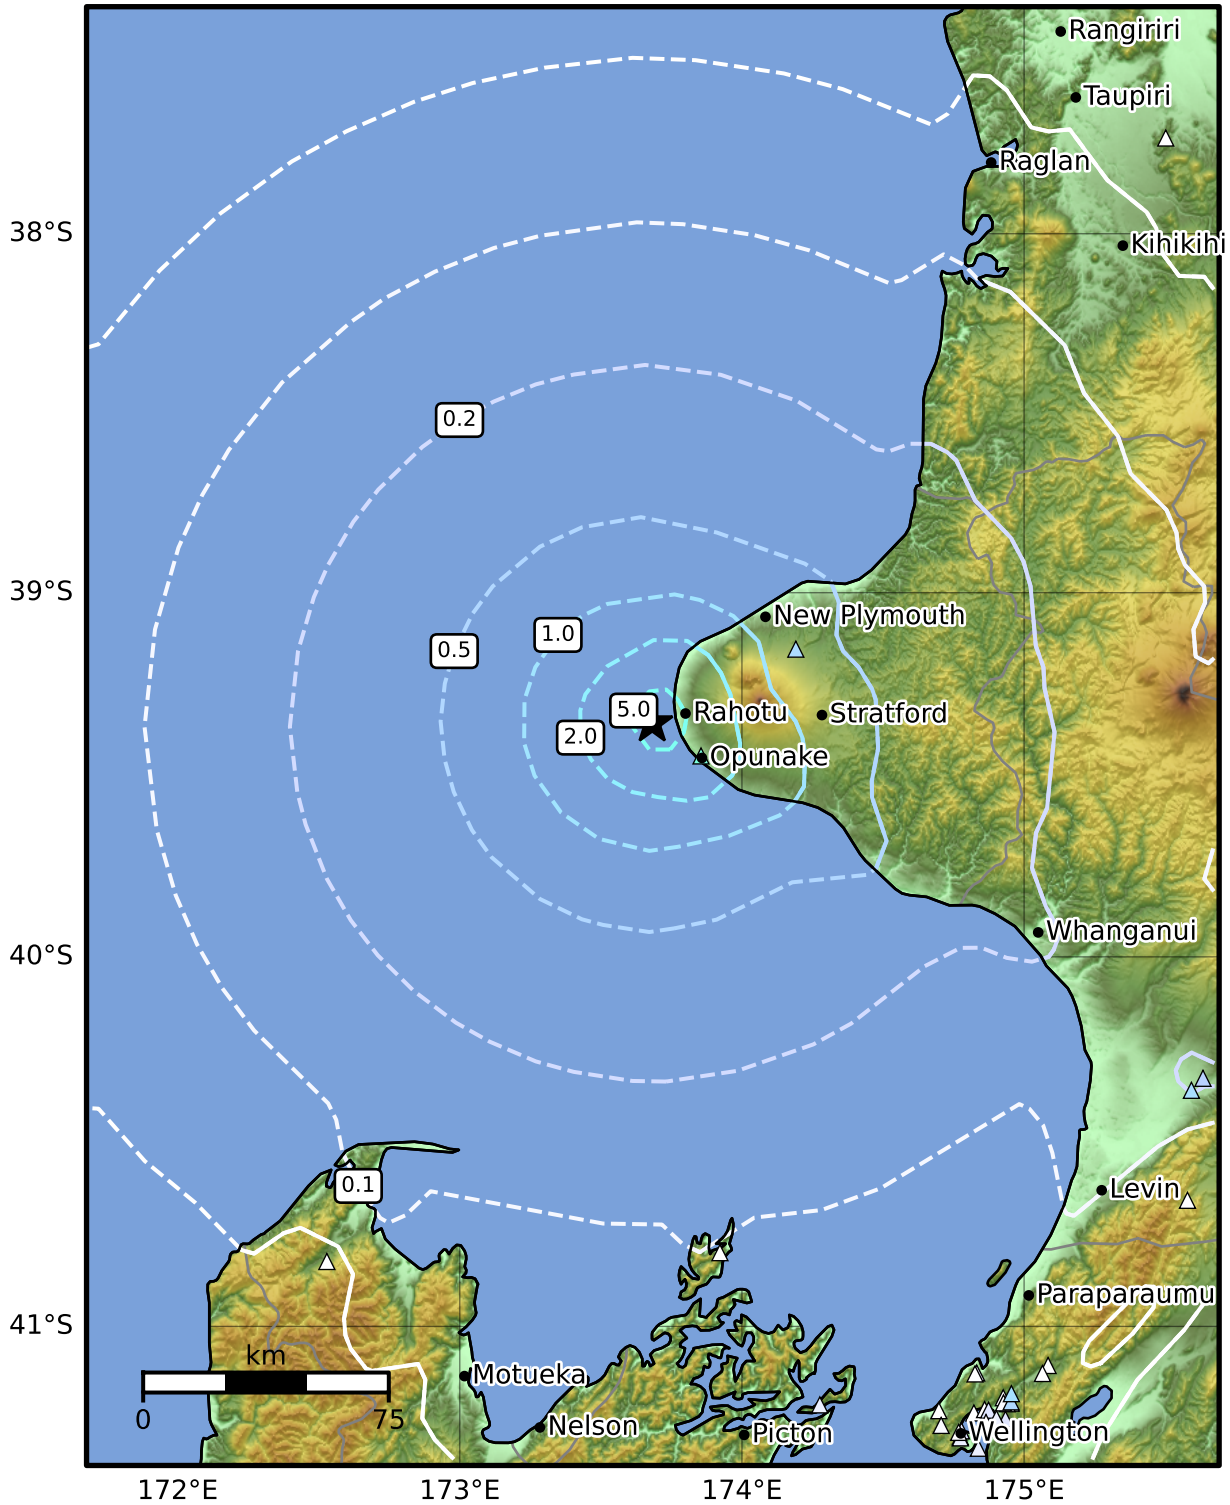 Rangiriri
Taupiri
Raglan
38°S
Kihikihi
0.2
39°S
New Plymouth
1.0
0.5
5.0
Rahotu
Stratford
2.0
Opunake
Whanganui
40°S
0.1
Levin
Paraparaumu
41°S
km
0 75
Motueka
Nelson
Picton
Wellington
172°E 173°E 174°E 175°E